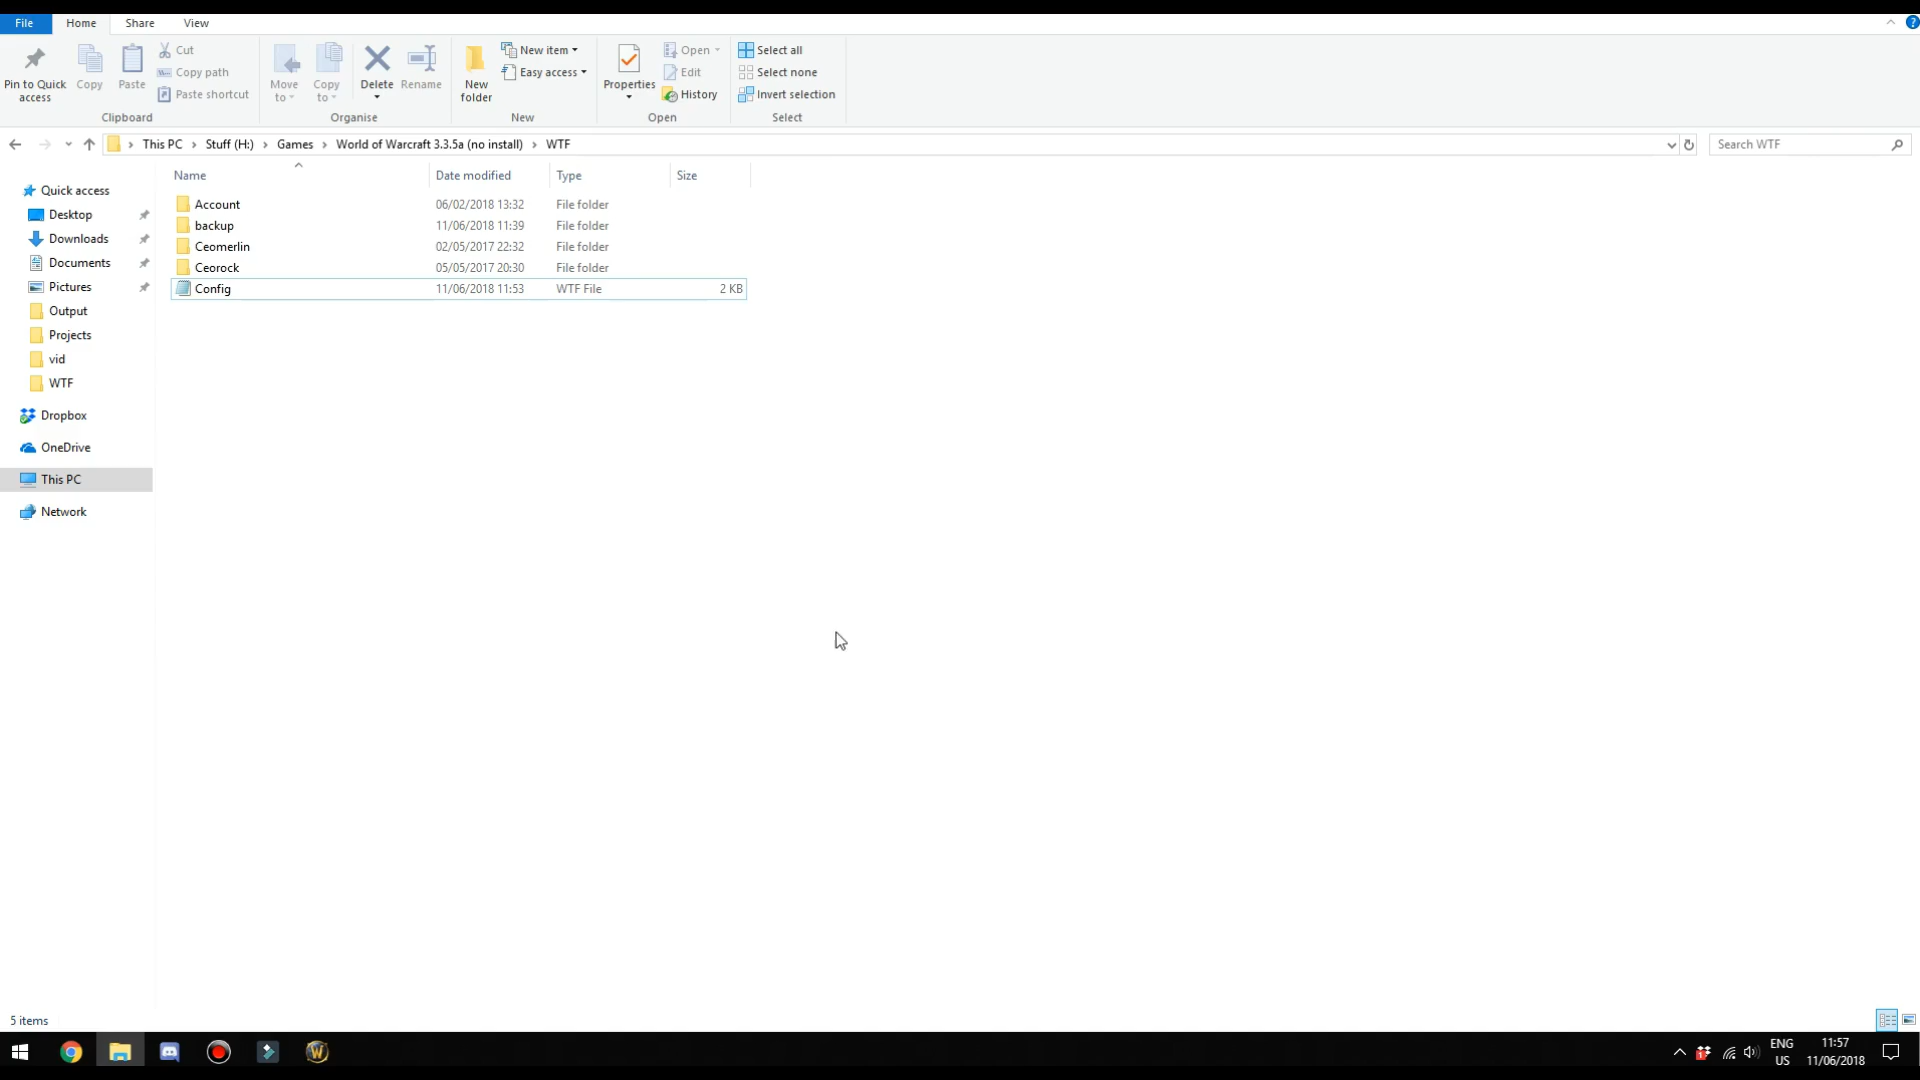 File Home Share View
Pin to Quick access
Copy
Paste
Cut
Copy path
Paste shortcut
Clipboard
Move to
Copy to
Delete
Rename
Organise
New folder
New item
Easy access
New
Properties
Open
Edit
History
Open
Select all
Select none
Invert selection
Select
This PC > Stuff (H:) > Games > World of Warcraft 3.3.5a (no install) > WTF
Search WTF
Name Date modified Type Size
Account 06/02/2018 13:32 File folder
backup 11/06/2018 11:39 File folder
Ceomerlin 02/05/2017 22:32 File folder
Ceorock 05/05/2017 20:30 File folder
Config 11/06/2018 11:53 WTF File 2 KB
Quick access
Desktop
Downloads
Documents
Pictures
Output
Projects
vid
WTF
Dropbox
OneDrive
This PC
Network
5 items
ENG
US
11:57
11/06/2018